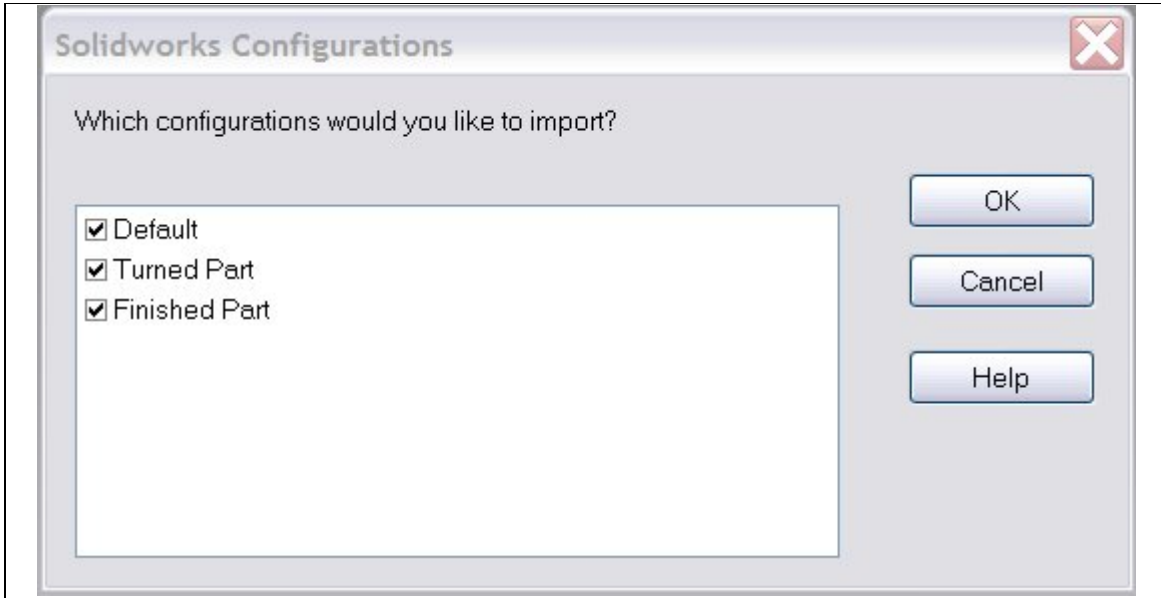 Solidworks Configurations
Which configurations would you like to import?
Default
Turned Part
Finished Part
OK
Cancel
Help